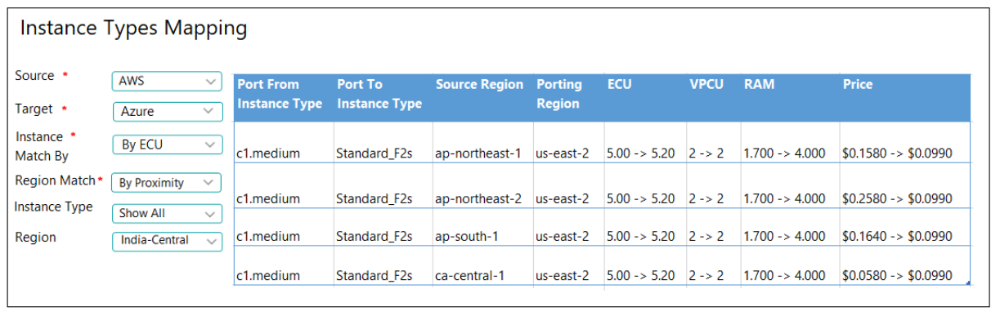 Instance Types Mapping
Source * AWS
Target * Azure
Instance * Match By By ECU
Region Match * By Proximity
Instance Type Show All
Region India-Central
Port From Instance Type Port To Instance Type Source Region Porting Region ECU VPCU RAM Price
c1.medium Standard_F2s ap-northeast-1 us-east-2 5.00 -> 5.20 2 -> 2 1.700 -> 4.000 $0.1580 -> $0.0990
c1.medium Standard_F2s ap-northeast-2 us-east-2 5.00 -> 5.20 2 -> 2 1.700 -> 4.000 $0.2580 -> $0.0990
c1.medium Standard_F2s ap-south-1 us-east-2 5.00 -> 5.20 2 -> 2 1.700 -> 4.000 $0.1640 -> $0.0990
c1.medium Standard_F2s ca-central-1 us-east-2 5.00 -> 5.20 2 -> 2 1.700 -> 4.000 $0.0580 -> $0.0990